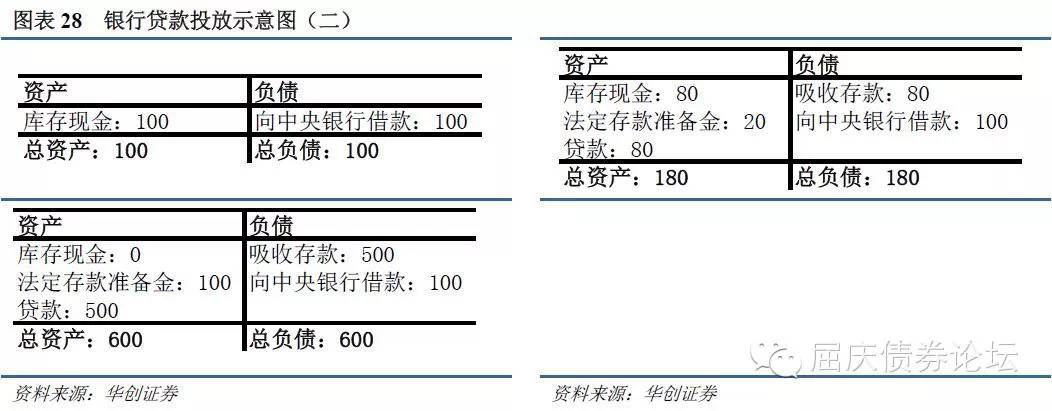 图表 28 银行贷款投放示意图（二）
资产 负债
库存现金：100 向中央银行借款：100
总资产：100 总负债：100
资产 负债
库存现金：80 吸收存款：80
法定存款准备金：20 向中央银行借款：100
贷款：80
总资产：180 总负债：180
资产 负债
库存现金：0 吸收存款：500
法定存款准备金：100 向中央银行借款：100
贷款：500
总资产：600 总负债：600
屈庆债券论坛
资料来源：华创证券
资料来源：华创证券